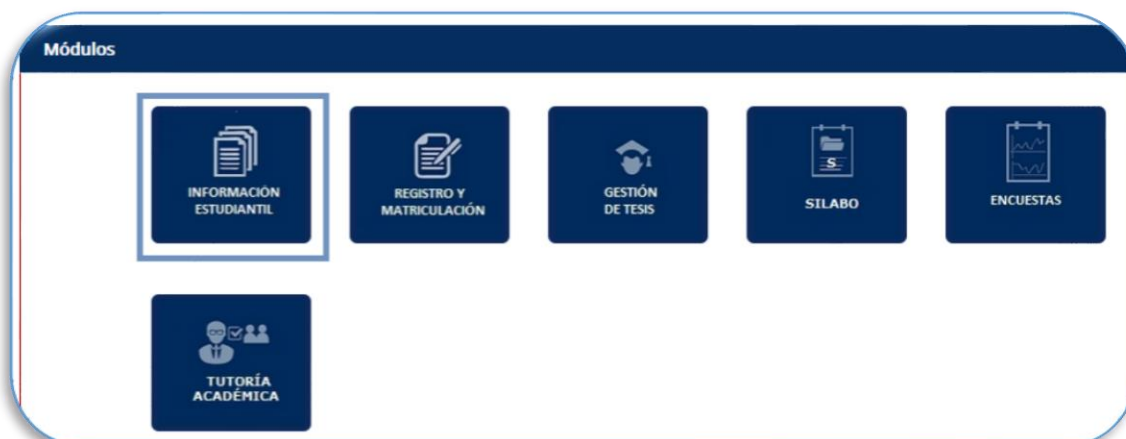 Módulos
INFORMACIÓN
ESTUDIANTIL
REGISTRO Y
MATRICULACIÓN
GESTIÓN
DE TESIS
S
SILABO
ENCUESTAS
TUTORÍA
ACADÉMICA